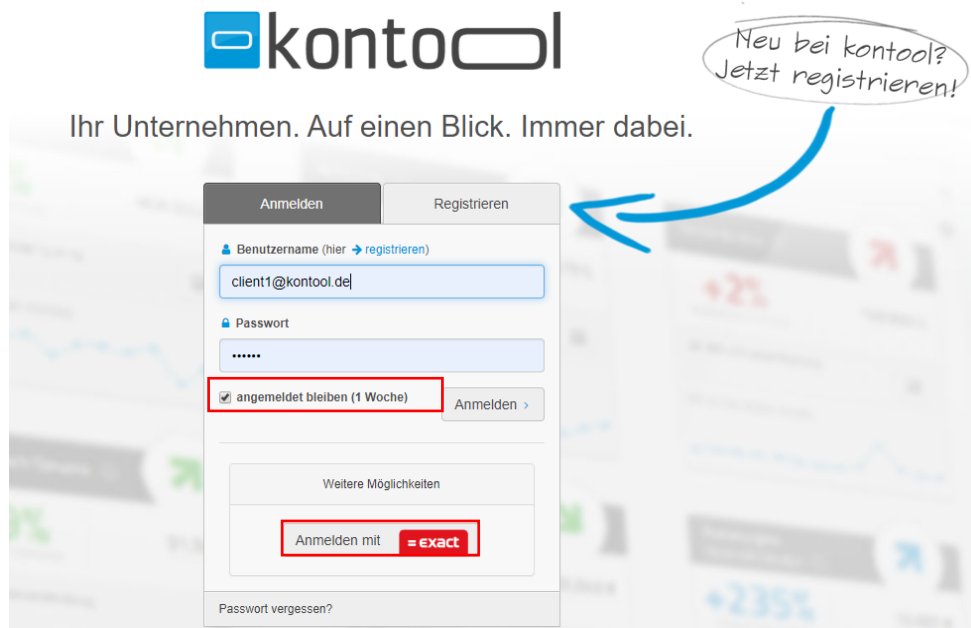 kontool
Neu bei kontool?
Jetzt registrieren!
Ihr Unternehmen. Auf einen Blick. Immer dabei.
Anmelden
Registrieren
Benutzername (hier → registrieren)
client1@kontool.de
Passwort
••••••
angemeldet bleiben (1 Woche)
Anmelden ›
Weitere Möglichkeiten
Anmelden mit = exact
Passwort vergessen?
+2%
+235%